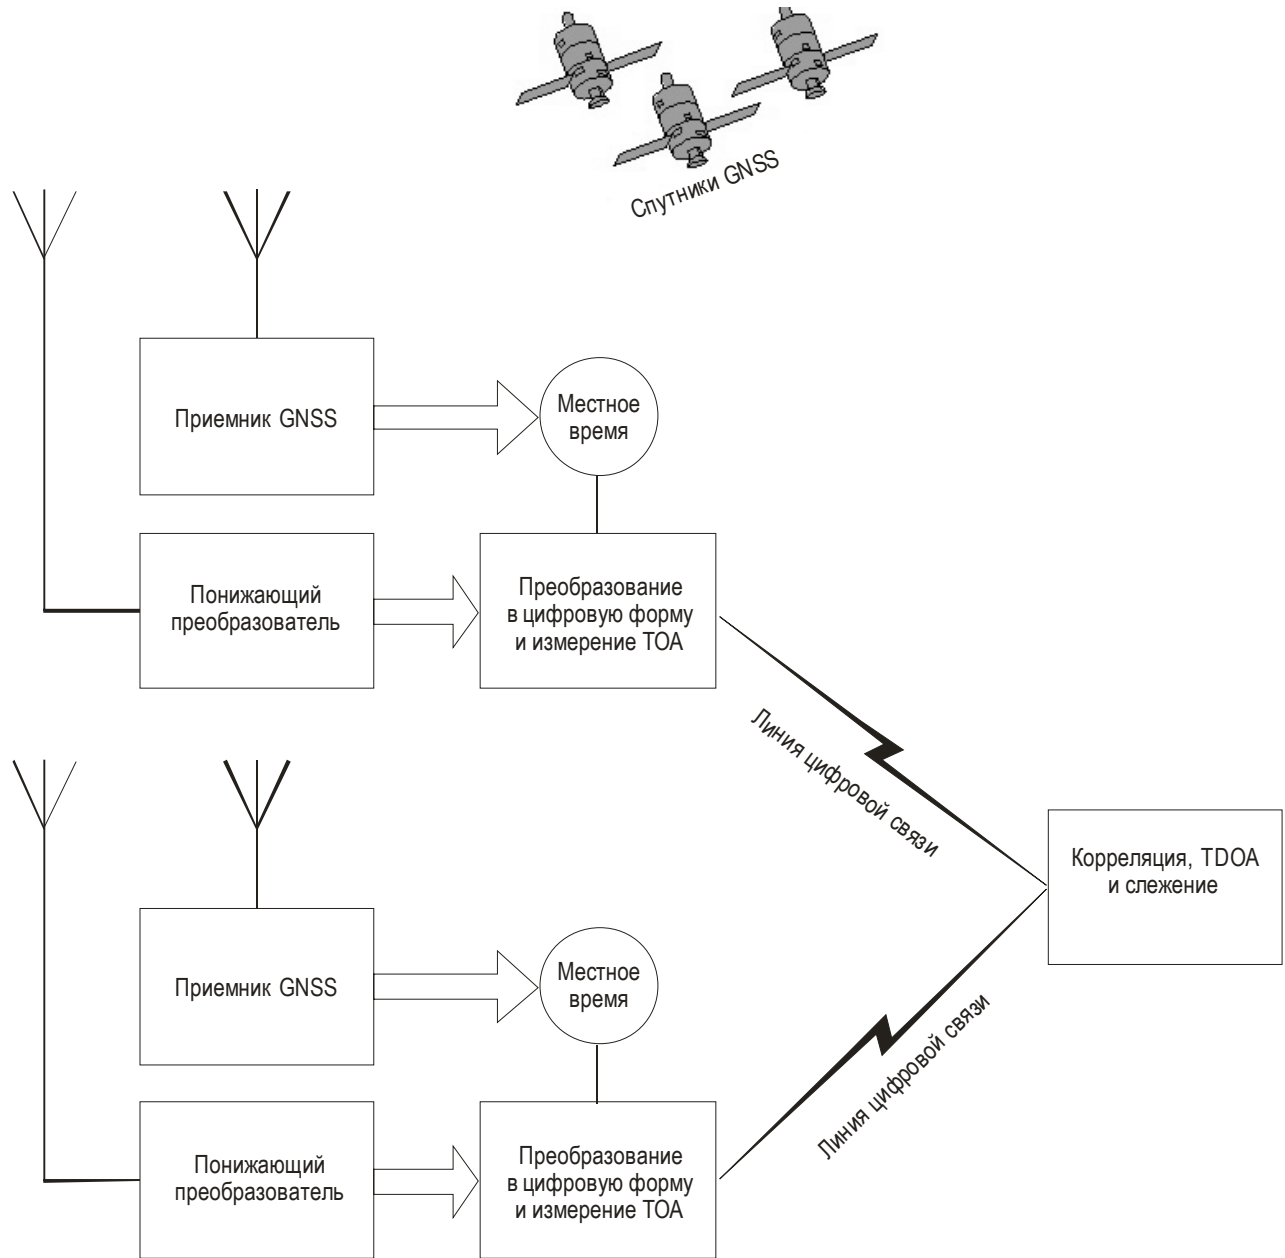 Спутники GNSS
Приемник GNSS
Местное
время
Понижающий
преобразователь
Преобразование
в цифровую форму
и измерение TOA
Линия цифровой связи
Корреляция, TDOA
и слежение
Приемник GNSS
Местное
время
Линия цифровой связи
Понижающий
преобразователь
Преобразование
в цифровую форму
и измерение TOA